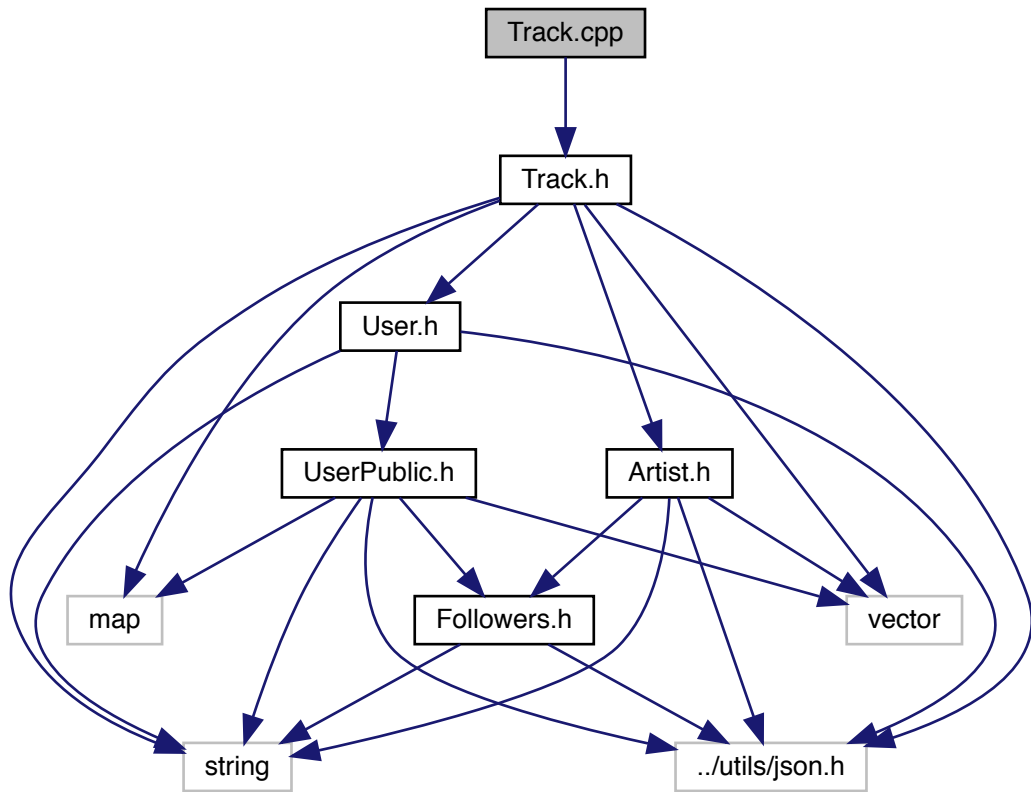 Track.cpp
Track.h
User.h
UserPublic.h
Artist.h
map
Followers.h
vector
string
../utils/json.h